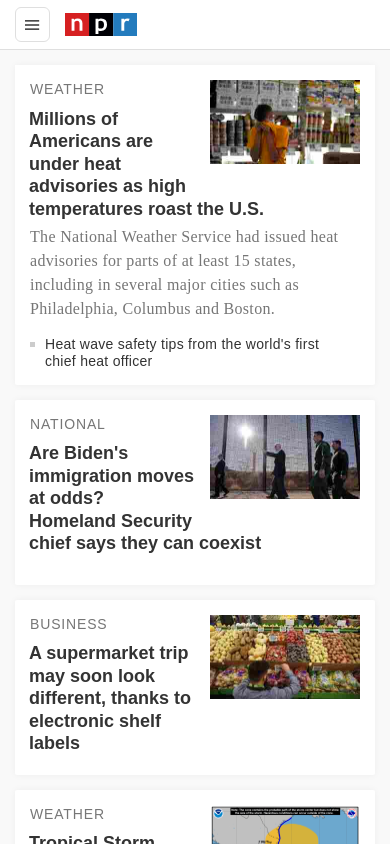 npr
WEATHER
Millions of
Americans are
under heat
advisories as high
temperatures roast the U.S.
The National Weather Service had issued heat
advisories for parts of at least 15 states,
including in several major cities such as
Philadelphia, Columbus and Boston.
Heat wave safety tips from the world's first
chief heat officer
NATIONAL
Are Biden's
immigration moves
at odds?
Homeland Security
chief says they can coexist
BUSINESS
A supermarket trip
may soon look
different, thanks to
electronic shelf
labels
WEATHER
Tropical Storm